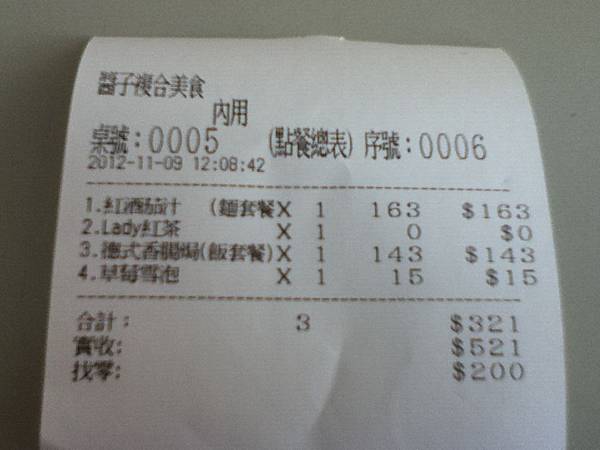 醬子複合美食
內用
桌號:0005 (點餐總表) 序號:0006
2012-11-09 12:08:42
1.紅酒茄汁 (麵套餐X 1 163 $163
2.Lady紅茶 X 1 0 $0
3.德式香腸焗(飯套餐)X 1 143 $143
4.草莓雪泡 X 1 15 $15
合計: 3 $321
實收: $521
找零: $200